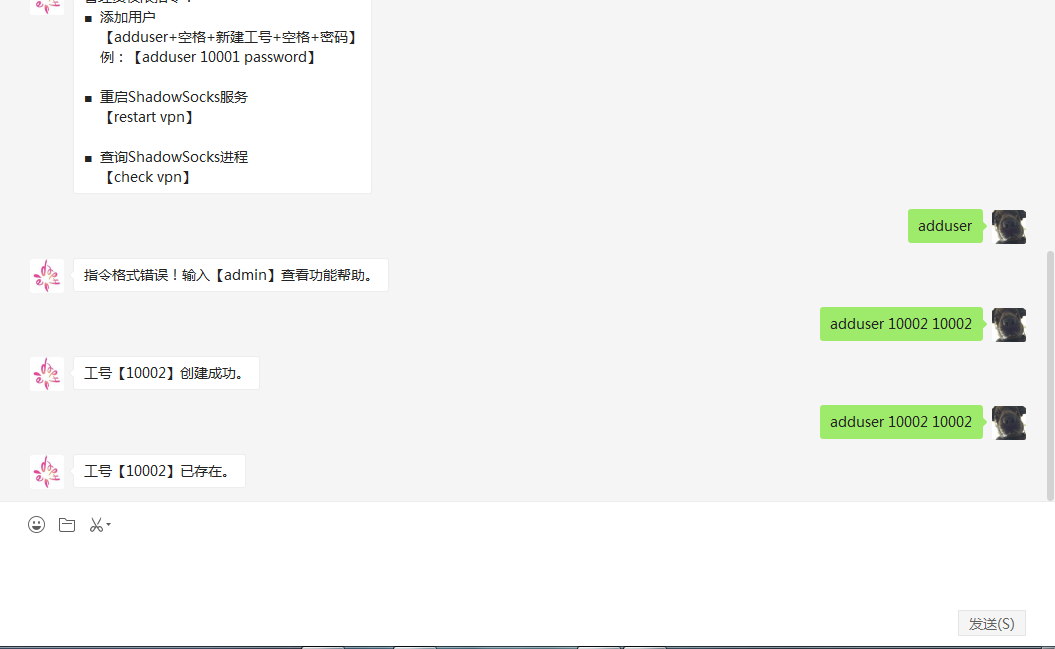 ■ 添加用户
【adduser+空格+新建工号+空格+密码】
例：【adduser 10001 password】
■ 重启ShadowSocks服务
【restart vpn】
■ 查询ShadowSocks进程
【check vpn】
adduser
指令格式错误！输入【admin】查看功能帮助。
adduser 10002 10002
工号【10002】创建成功。
adduser 10002 10002
工号【10002】已存在。
发送(S)